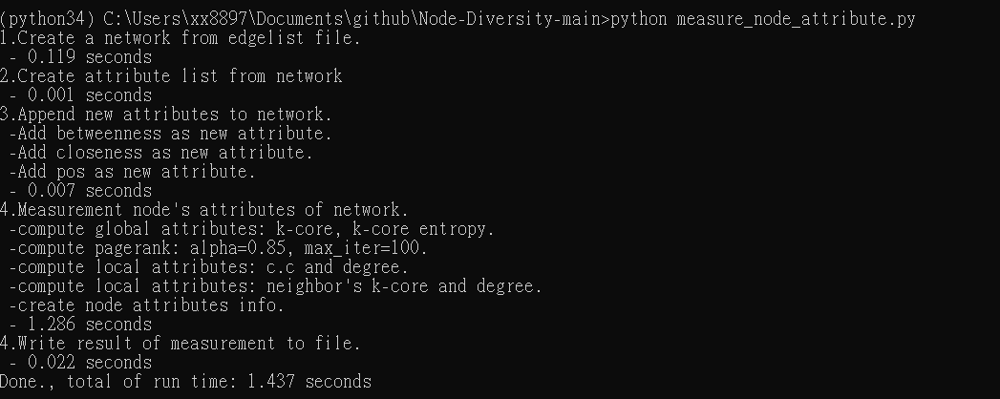 (python34) C:\Users\xx8897\Documents\github\Node-Diversity-main>python measure_node_attribute.py
1.Create a network from edgelist file.
 - 0.119 seconds
2.Create attribute list from network
 - 0.001 seconds
3.Append new attributes to network.
 -Add betweenness as new attribute.
 -Add closeness as new attribute.
 -Add pos as new attribute.
 - 0.007 seconds
4.Measurement node's attributes of network.
 -compute global attributes: k-core, k-core entropy.
 -compute pagerank: alpha=0.85, max_iter=100.
 -compute local attributes: c.c and degree.
 -compute local attributes: neighbor's k-core and degree.
 -create node attributes info.
 - 1.286 seconds
4.Write result of measurement to file.
 - 0.022 seconds
Done., total of run time: 1.437 seconds